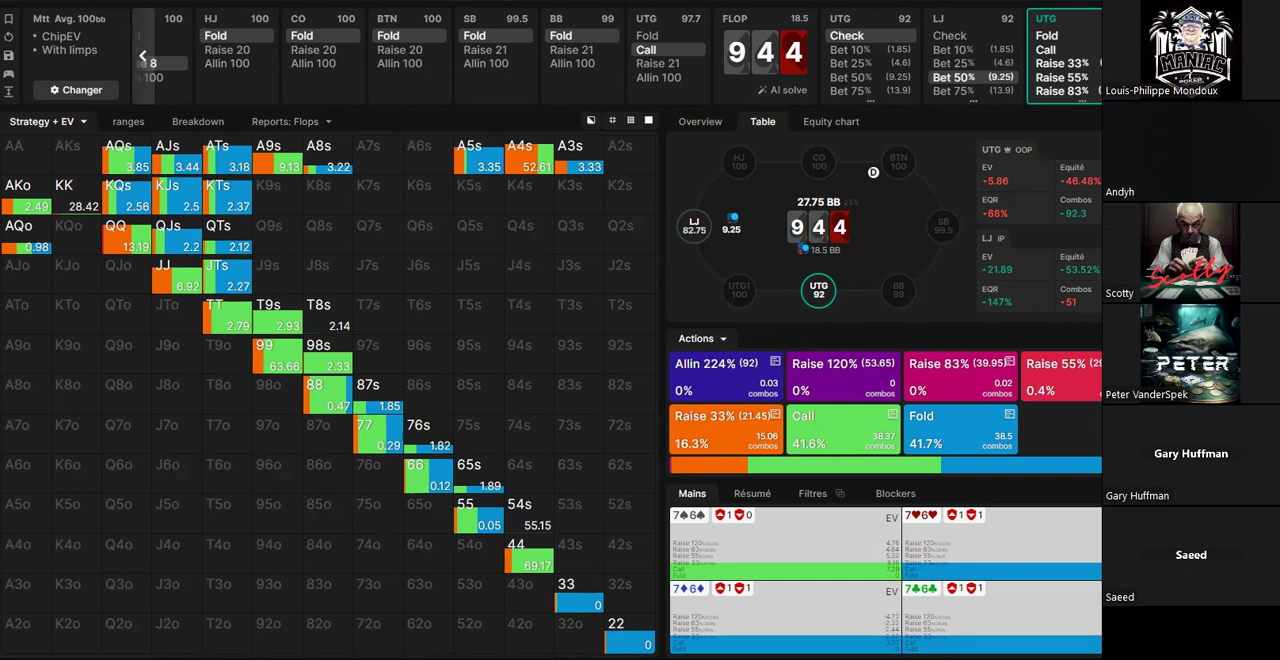 Mtt Avg. 100bb
• ChipEV
• With limps
Changer
100
8
100
HJ 100
Fold
Raise 20
Allin 100
CO 100
Fold
Raise 20
Allin 100
BTN 100
Fold
Raise 20
Allin 100
SB 99.5
Fold
Raise 21
Allin 100
BB 99
Fold
Raise 21
Allin 100
UTG 97.7
Fold
Call
Raise 21
Allin 100
FLOP 18.5
9 4 4
AI solve
UTG 92
Check
Bet 10% (1.85)
Bet 25% (4.6)
Bet 50% (9.25)
Bet 75% (13.9)
LJ 92
Check
Bet 10% (1.85)
Bet 25% (4.6)
Bet 50% (9.25)
Bet 75% (13.9)
UTG
Fold
Call
Raise 33%
Raise 55%
Raise 83%
MANIAC
POKER
Louis-Philippe Mondoux
Strategy + EV ranges Breakdown Reports: Flops
Overview Table Equity chart
AA AKs AQs 3.85 AJs 3.44 ATs 3.18 A9s 9.13 A8s 3.22 A7s A6s A5s 3.35 A4s 52.61 A3s 3.33 A2s
AKo 2.49 KK 28.42 KQs 2.56 KJs 2.5 KTs 2.37 K9s K8s K7s K6s K5s K4s K3s K2s
AQo 0.98 KQo QQ 13.19 QJs 2.2 QTs 2.12 Q9s Q8s Q7s Q6s Q5s Q4s Q3s Q2s
AJo KJo QJo JJ 6.92 JTs 2.27 J9s J8s J7s J6s J5s J4s J3s J2s
ATo KTo QTo JTo TT 2.79 T9s 2.93 T8s 2.14 T7s T6s T5s T4s T3s T2s
A9o K9o Q9o J9o T9o 99 63.66 98s 2.33 97s 96s 95s 94s 93s 92s
A8o K8o Q8o J8o T8o 98o 88 0.47 87s 1.85 86s 85s 84s 83s 82s
A7o K7o Q7o J7o T7o 97o 87o 77 0.29 76s 1.82 75s 74s 73s 72s
A6o K6o Q6o J6o T6o 96o 86o 76o 66 0.12 65s 1.89 64s 63s 62s
A5o K5o Q5o J5o T5o 95o 85o 75o 65o 55 0.05 54s 55.15 53s 52s
A4o K4o Q4o J4o T4o 94o 84o 74o 64o 54o 44 69.17 43s 42s
A3o K3o Q3o J3o T3o 93o 83o 73o 63o 53o 43o 33 0 32s
A2o K2o Q2o J2o T2o 92o 82o 72o 62o 52o 42o 32o 22 0
HJ
100
CO
100
BTN
100
D
LJ
82.75
9.25
27.75 BB 25%
9 4 4
18.5 BB
SB
99.5
UTG1
100
UTG
92
BB
99
UTG OOP
EV Equité
-5.86 -46.48%
EQR Combos
-68% -92.3
LJ IP
EV Equité
-21.89 -53.52%
EQR Combos
-147% -51
Actions
Allin 224% (92)
0% 0.03
combos
Raise 120% (53.65)
0% 0
combos
Raise 83% (39.95)
0% 0.02
combos
Raise 55% (29
0.4%
Raise 33% (21.45)
16.3% 15.06
combos
Call
41.6% 38.37
combos
Fold
41.7% 38.5
combos
Mains Résumé Filtres Blockers
7♠6♠ 1 0 EV
7♥6♥ 1 1
7♦6♦ 1 1 EV
7♣6♣ 1 1
Andyh
Scotty
Scotty
PETER
Peter VanderSpek
Gary Huffman
Gary Huffman
Saeed
Saeed